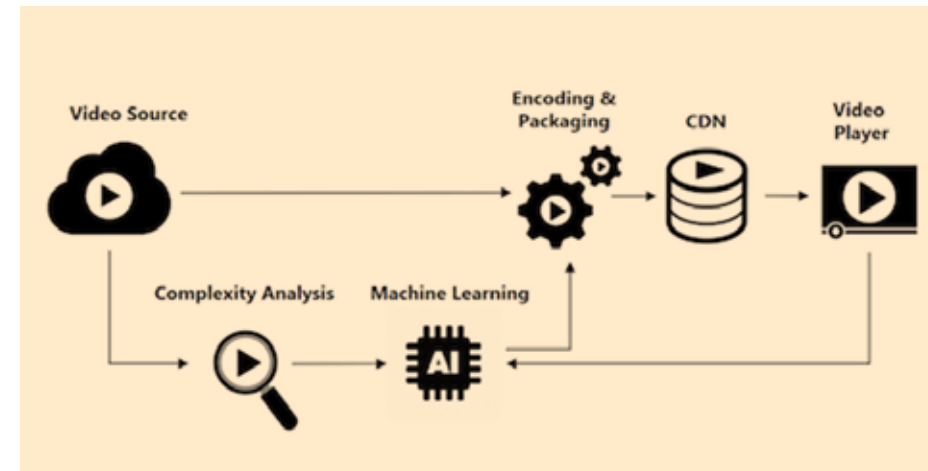 Video Source
Encoding &
Packaging
CDN
Video
Player
Complexity Analysis
Machine Learning
AI